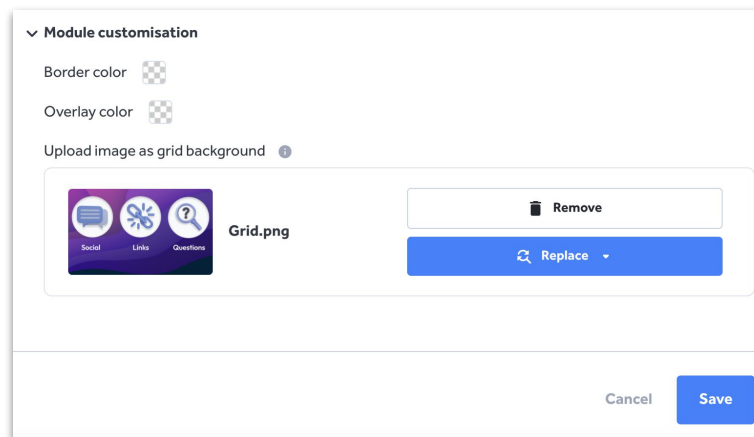 Module customisation
Border color
Overlay color
Upload image as grid background
Social Links Questions
Grid.png
Remove
Replace
Cancel Save